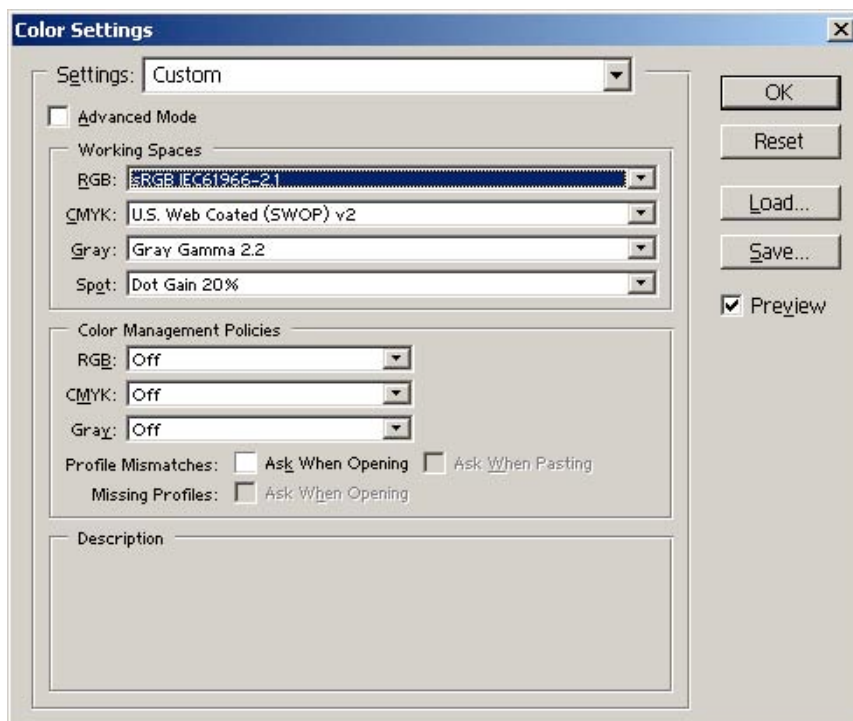 Color Settings
Settings: Custom
OK
Advanced Mode
Reset
Working Spaces
RGB: sRGB IEC61966-2.1
Load...
CMYK: U.S. Web Coated (SWOP) v2
Gray: Gray Gamma 2.2
Save...
Spot: Dot Gain 20%
Preview
Color Management Policies
RGB: Off
CMYK: Off
Gray: Off
Profile Mismatches: Ask When Opening Ask When Pasting
Missing Profiles: Ask When Opening
Description